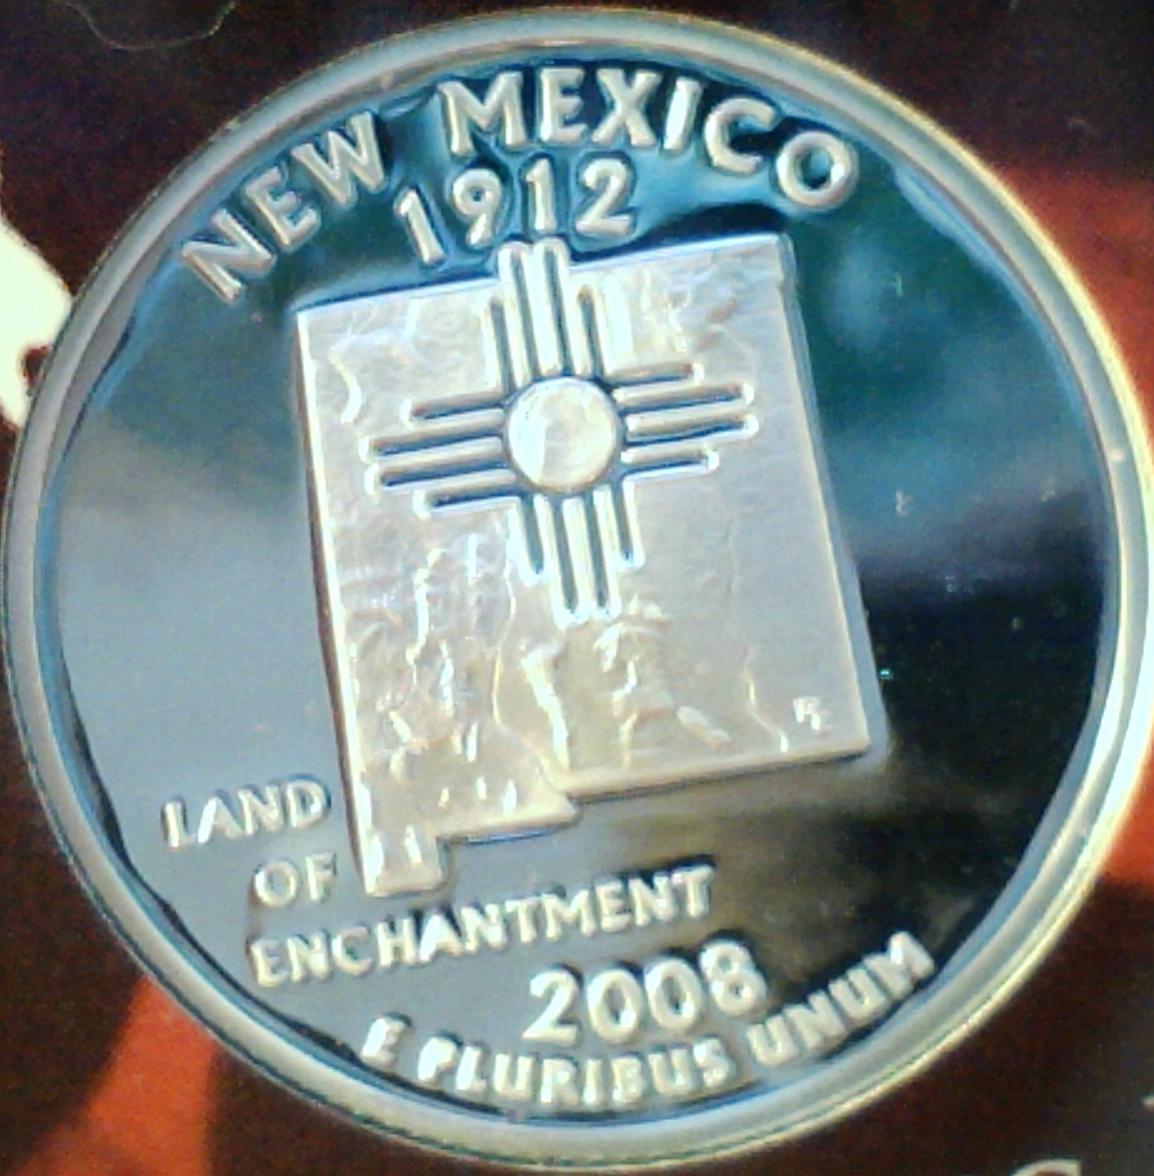 NEW MEXICO
1912
LAND
OF
ENCHANTMENT
2008
E PLURIBUS UNUM